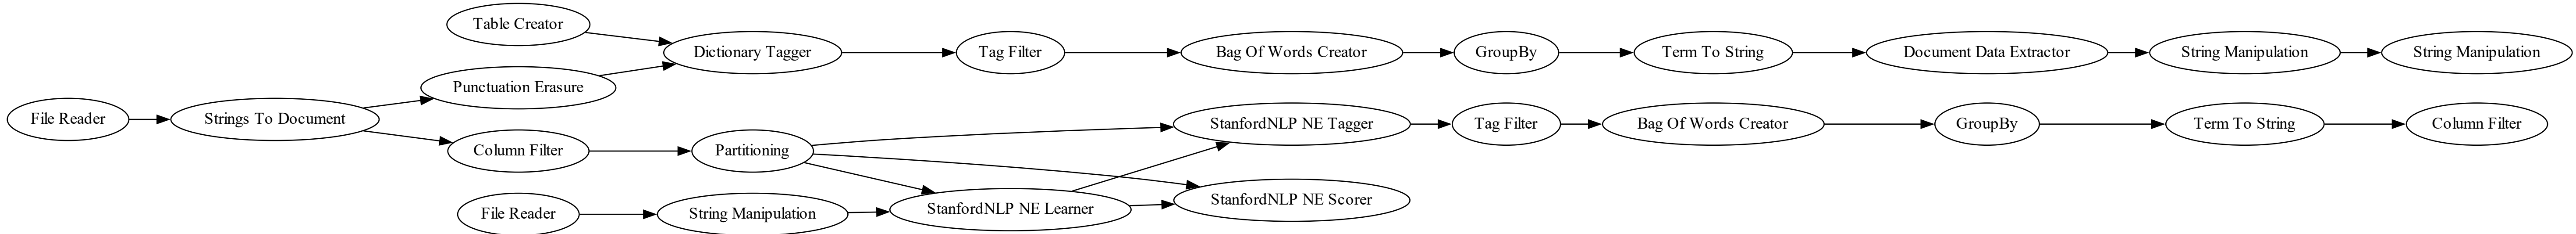 Table Creator
Dictionary Tagger
Tag Filter
Bag Of Words Creator
GroupBy
Term To String
Document Data Extractor
String Manipulation
String Manipulation
Punctuation Erasure
File Reader
Strings To Document
Column Filter
Partitioning
StanfordNLP NE Tagger
Tag Filter
Bag Of Words Creator
GroupBy
Term To String
Column Filter
File Reader
String Manipulation
StanfordNLP NE Learner
StanfordNLP NE Scorer